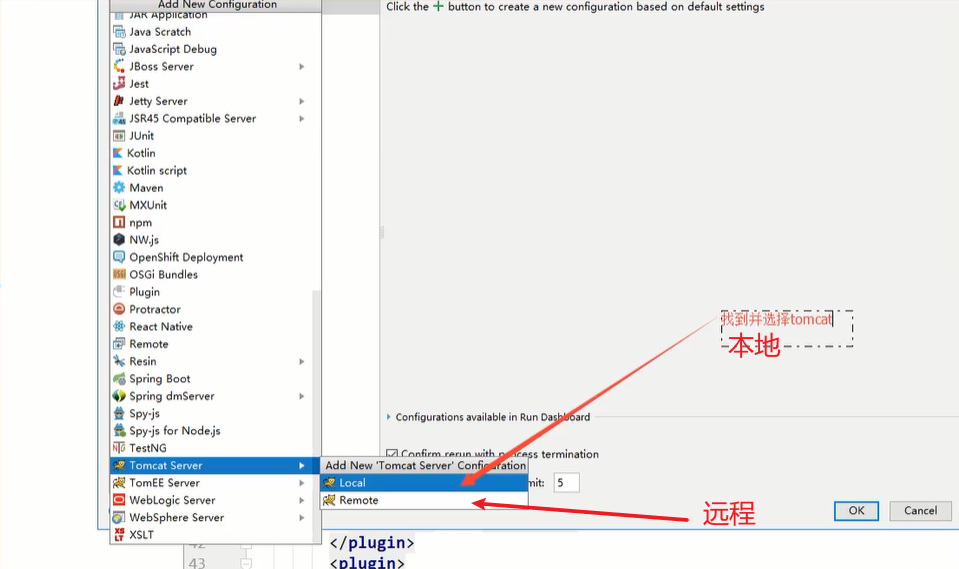 Add New Configuration
Click the + button to create a new configuration based on default settings
JAR Application
Java Scratch
JavaScript Debug
JBoss Server
Jest
Jetty Server
JSR45 Compatible Server
JUnit
Kotlin
Kotlin script
Maven
MXUnit
npm
NW.js
OpenShift Deployment
OSGi Bundles
Plugin
Protractor
React Native
Remote
Resin
Spring Boot
Spring dmServer
Spy-js
Spy-js for Node.js
TestNG
Tomcat Server
TomEE Server
WebLogic Server
WebSphere Server
XSLT
找到并选择tomcat
本地
Configurations available in Run Dashboard
Confirm rerun with process termination
Add New 'Tomcat Server' Configuration
Local
mit: 5
Remote
远程
OK
Cancel
42 </plugin>
43 <plugin>